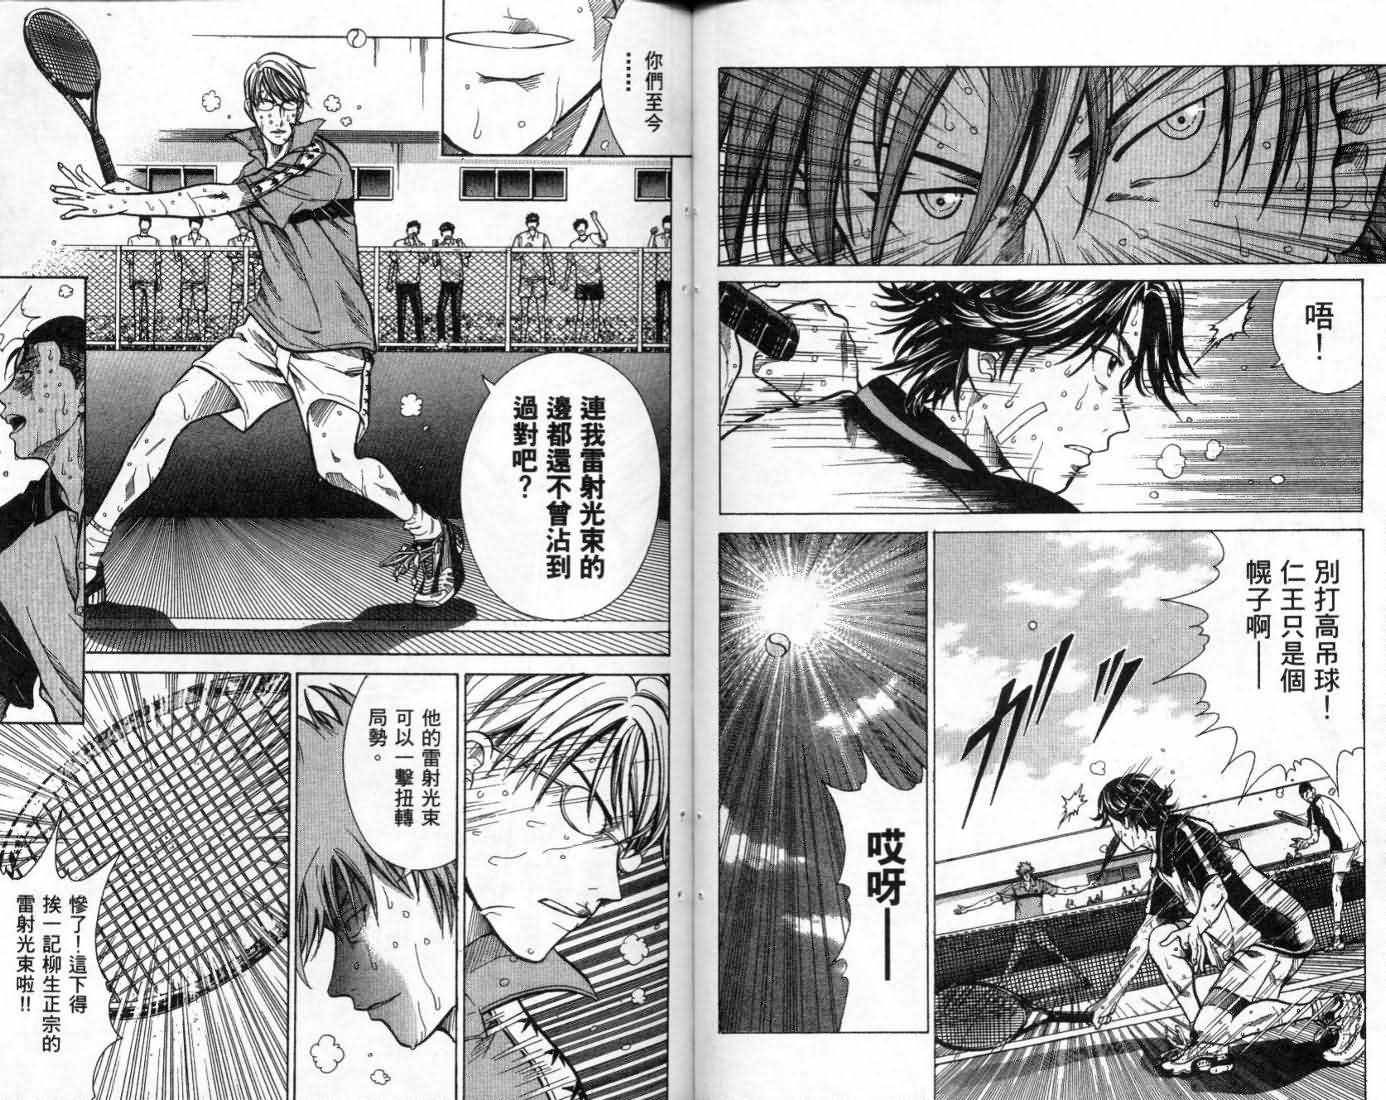 唔！
別打高吊球！
仁王只是個
幌子啊——
ガッ
哎呀——
你們至今
……
連我雷射光束的
邊都還不曾沾到
過對吧？
他的雷射光束
可以一擊扭轉
局勢。
慘了！這下得
挨一記柳生正宗的
雷射光束啦!!